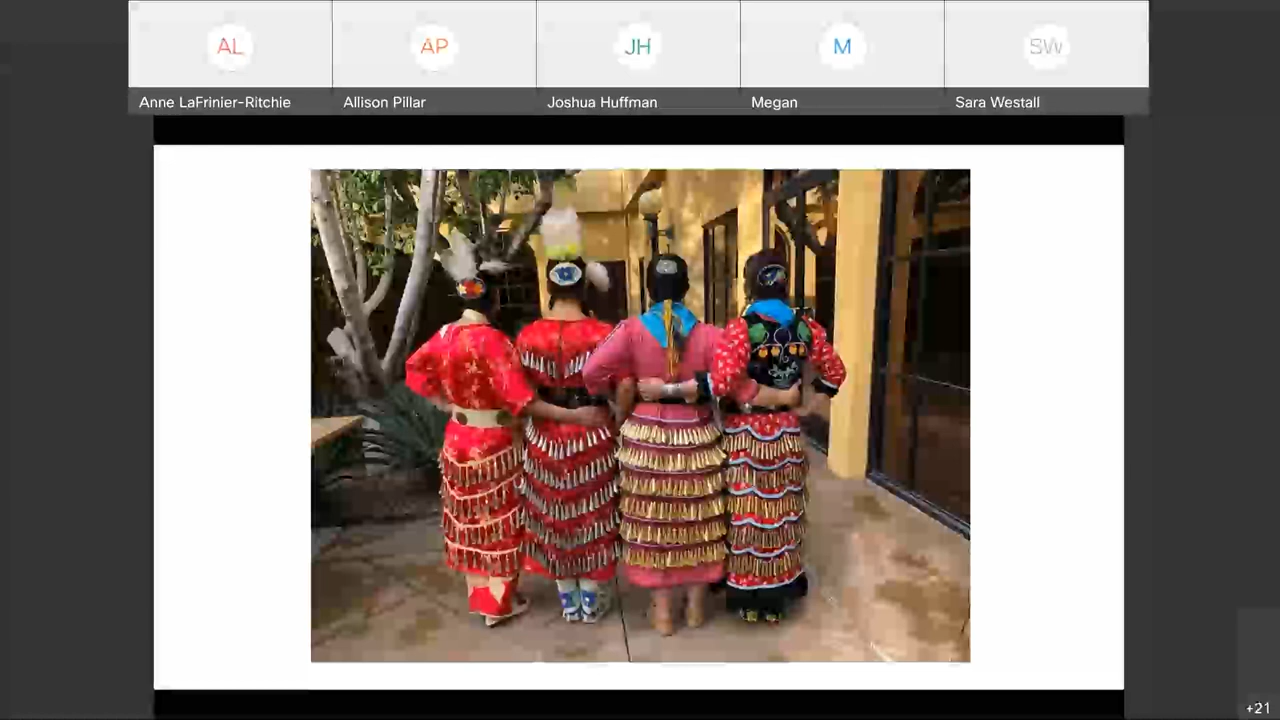 AL
AP
JH
M
SW
Anne LaFrinier-Ritchie
Allison Pillar
Joshua Huffman
Megan
Sara Westall
+21